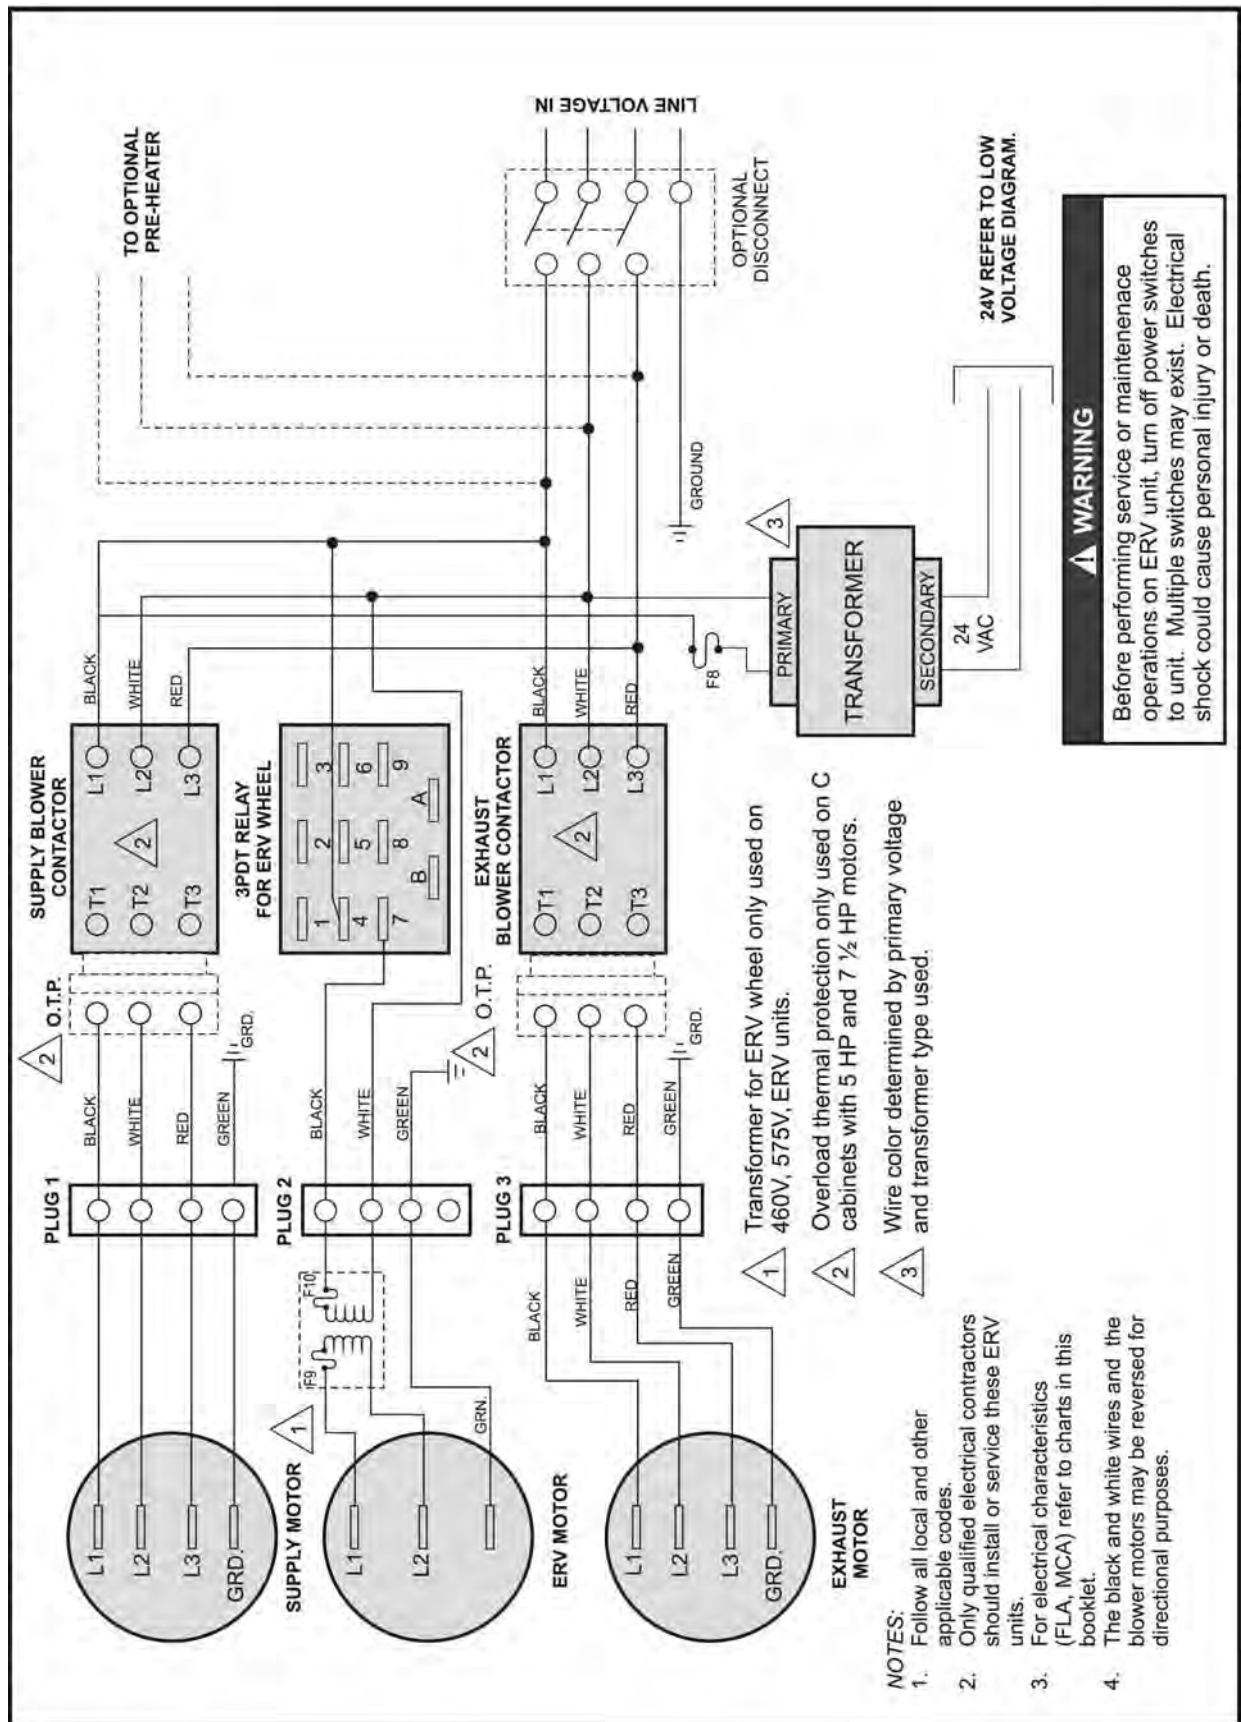 TO OPTIONAL
PRE-HEATER
LINE VOLTAGE IN
OPTIONAL
DISCONNECT
GROUND
24V REFER TO LOW
VOLTAGE DIAGRAM.
SUPPLY BLOWER
CONTACTOR
BLACK
WHITE
RED
L1
L2
L3
2
T1
T2
T3
2
O.T.P.
BLACK
WHITE
RED
GREEN
GRD.
PLUG 1
L1
L2
L3
GRD.
SUPPLY MOTOR
3PDT RELAY
FOR ERV WHEEL
1
2
3
4
5
6
7
8
9
B
A
BLACK
WHITE
GREEN
PLUG 2
F10
F9
1
GRN.
L1
L2
ERV MOTOR
EXHAUST
BLOWER CONTACTOR
BLACK
WHITE
RED
L1
L2
L3
2
T1
T2
T3
2
O.T.P.
GRD.
BLACK
WHITE
RED
GREEN
PLUG 3
BLACK
WHITE
RED
GREEN
L1
L2
L3
GRD.
EXHAUST
MOTOR
F8
3
PRIMARY
TRANSFORMER
SECONDARY
24
VAC
1 Transformer for ERV wheel only used on
460V, 575V, ERV units.
2 Overload thermal protection only used on C
cabinets with 5 HP and 7 ½ HP motors.
3 Wire color determined by primary voltage
and transformer type used.
NOTES:
1. Follow all local and other
applicable codes.
2. Only qualified electrical contractors
should install or service these ERV
units.
3. For electrical characteristics
(FLA, MCA) refer to charts in this
booklet.
4. The black and white wires and the
blower motors may be reversed for
directional purposes.
WARNING
Before performing service or maintenenace
operations on ERV unit, turn off power switches
to unit. Multiple switches may exist. Electrical
shock could cause personal injury or death.